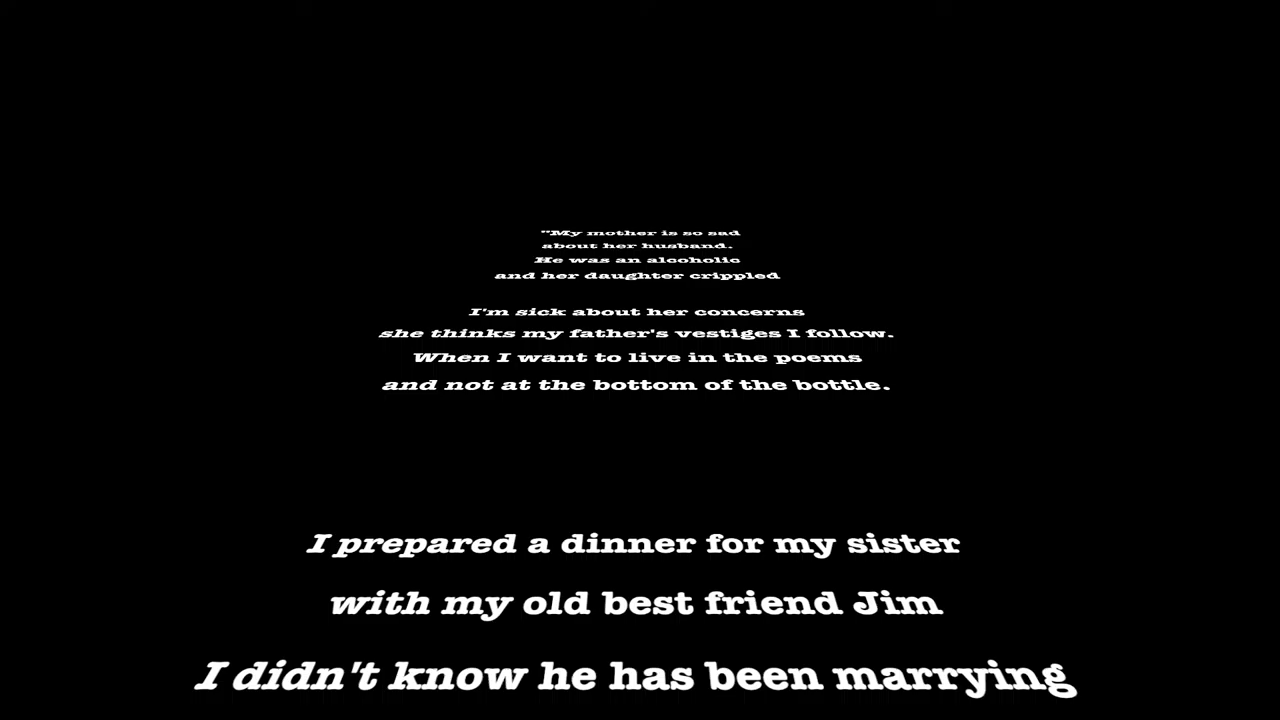 "My mother is so sad
about her husband.
He was an alcoholic
and her daughter crippled
I'm sick about her concerns
she thinks my father's vestiges I follow.
When I want to live in the poems
and not at the bottom of the bottle.
I prepared a dinner for my sister
with my old best friend Jim
I didn't know he has been marrying